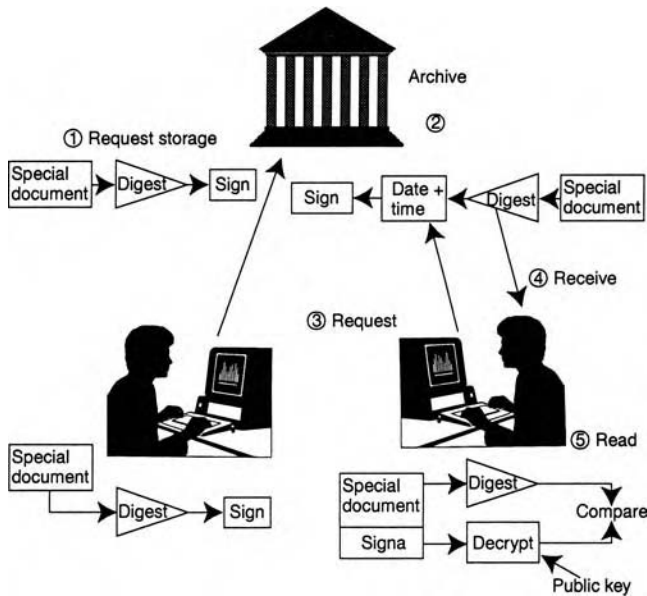 Archive
②
① Request storage
Special
document
Digest
Sign
Sign
Date +
time
Digest
Special
document
④ Receive
③ Request
⑤ Read
Special
document
Digest
Sign
Special
document
Digest
Compare
Signa
Decrypt
Public key